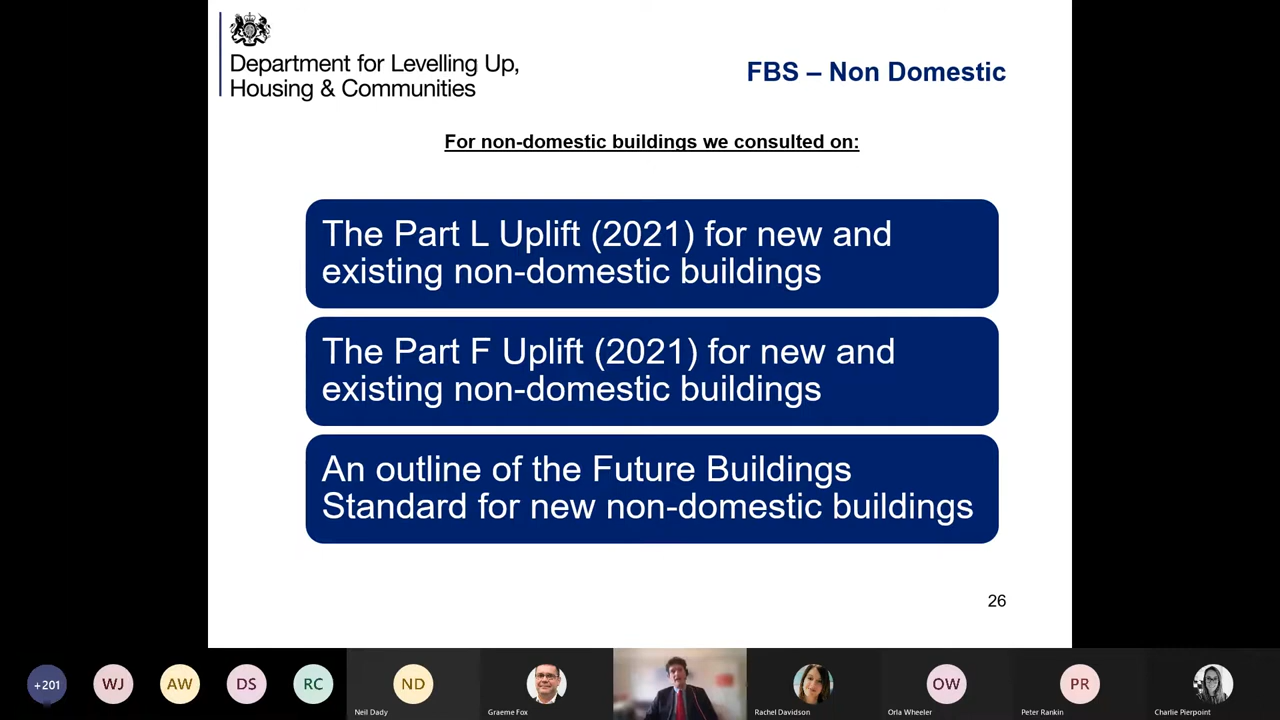 Department for Levelling Up,
Housing & Communities
FBS – Non Domestic
For non-domestic buildings we consulted on:
The Part L Uplift (2021) for new and
existing non-domestic buildings
The Part F Uplift (2021) for new and
existing non-domestic buildings
An outline of the Future Buildings
Standard for new non-domestic buildings
26
+201
WJ
AW
DS
RC
ND
OW
PR
Neil Dady
Graeme Fox
Rachel Davidson
Orla Wheeler
Peter Rankin
Charlie Pierpoint